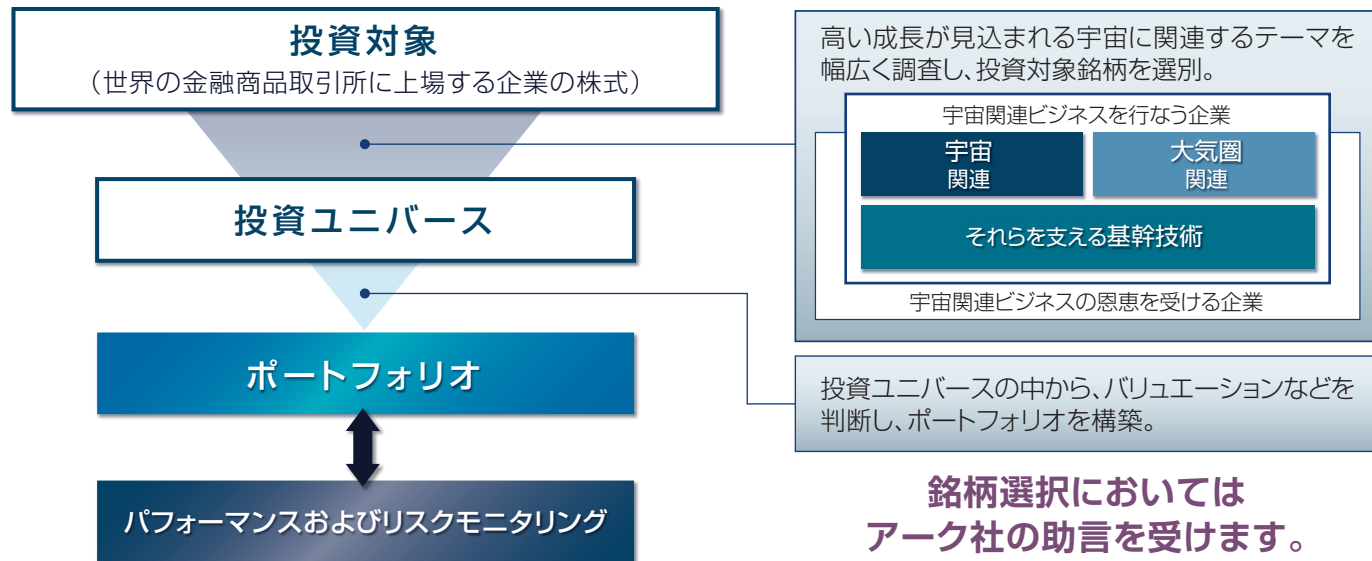 投資対象
（世界の金融商品取引所に上場する企業の株式）
投資ユニバース
ポートフォリオ
パフォーマンスおよびリスクモニタリング
高い成長が見込まれる宇宙に関連するテーマを
幅広く調査し、投資対象銘柄を選別。
宇宙関連ビジネスを行なう企業
宇宙
関連
大気圏
関連
それらを支える基幹技術
宇宙関連ビジネスの恩恵を受ける企業
投資ユニバースの中から、バリュエーションなどを
判断し、ポートフォリオを構築。
銘柄選択においては
アーク社の助言を受けます。